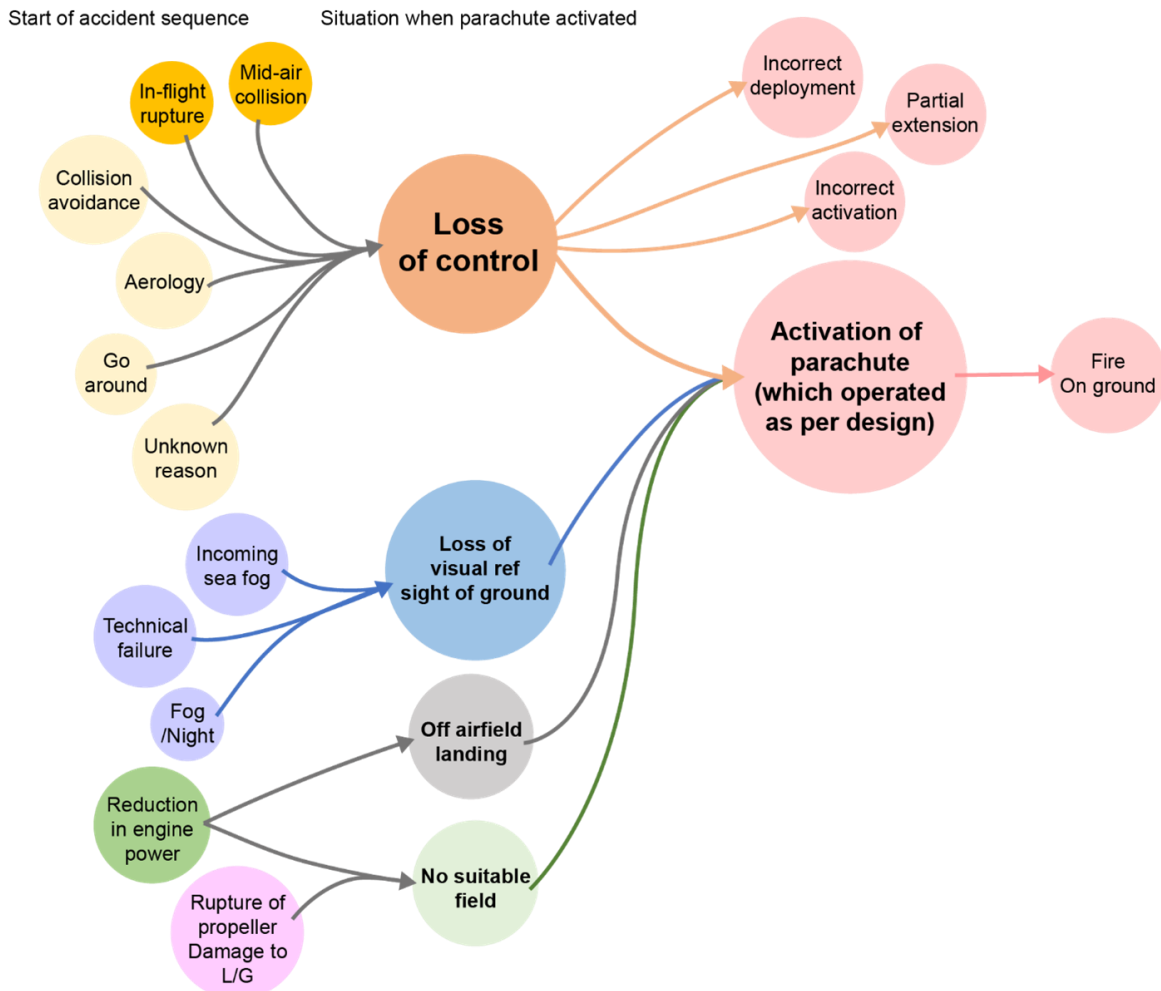 Start of accident sequence
Situation when parachute activated
In-flight
rupture
Mid-air
collision
Collision
avoidance
Aerology
Go
around
Unknown
reason
Loss
of control
Incorrect
deployment
Partial
extension
Incorrect
activation
Activation of
parachute
(which operated
as per design)
Fire
On ground
Incoming
sea fog
Technical
failure
Fog
/Night
Loss of
visual ref
sight of ground
Off airfield
landing
Reduction
in engine
power
No suitable
field
Rupture of
propeller
Damage to
L/G